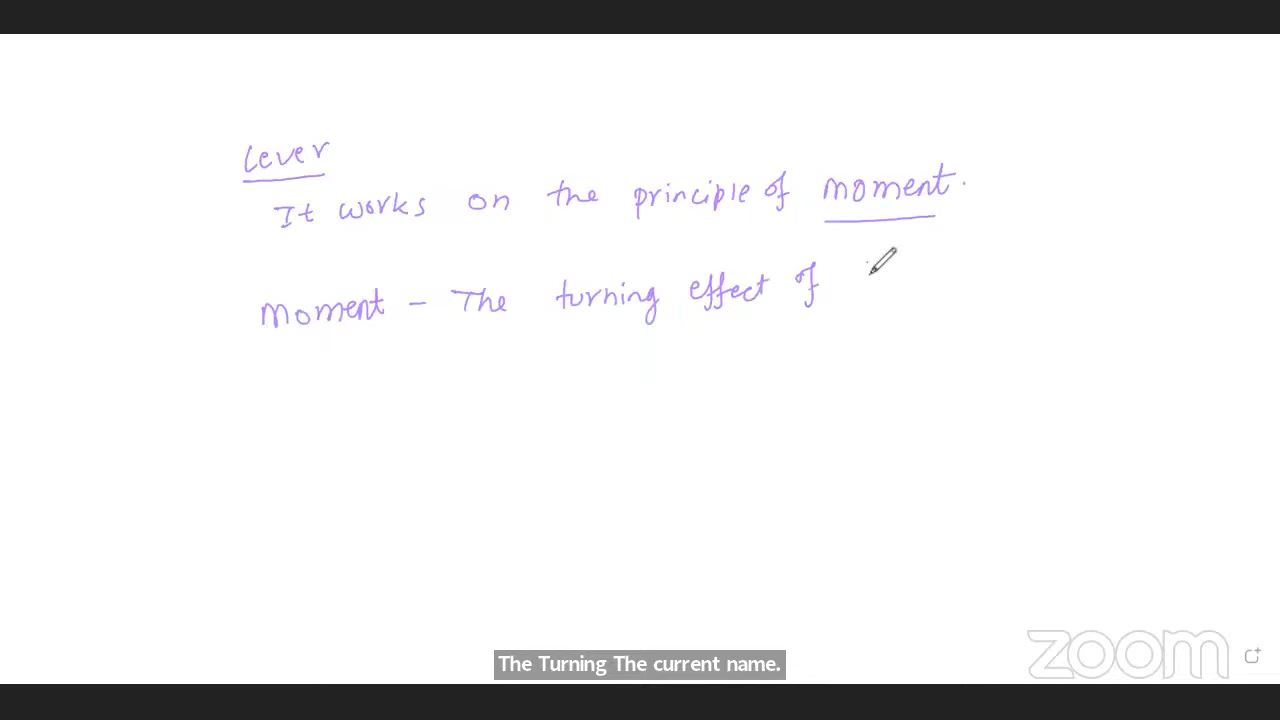 Lever
It works on the principle of moment.
Moment - The turning effect of
The Turning The current name.
zoom